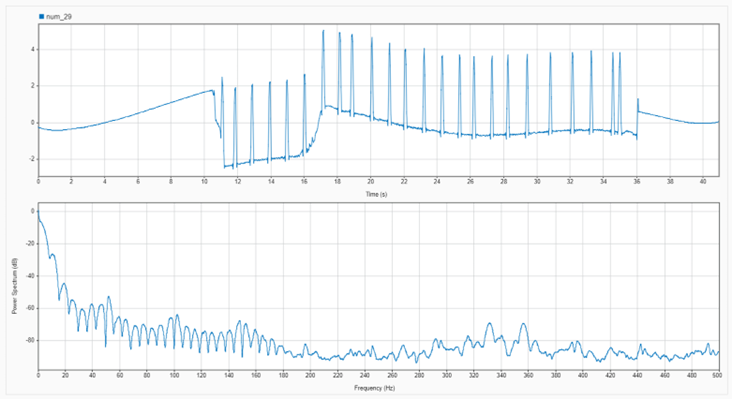 num_29
4
2
0
-2
0 2 4 6 8 10 12 14 16 18 20 22 24 26 28 30 32 34 36 38 40
Time (s)
0
-20
-40
-60
-80
Power Spectrum (dB)
0 20 40 60 80 100 120 140 160 180 200 220 240 260 280 300 320 340 360 380 400 420 440 460 480 500
Frequency (Hz)